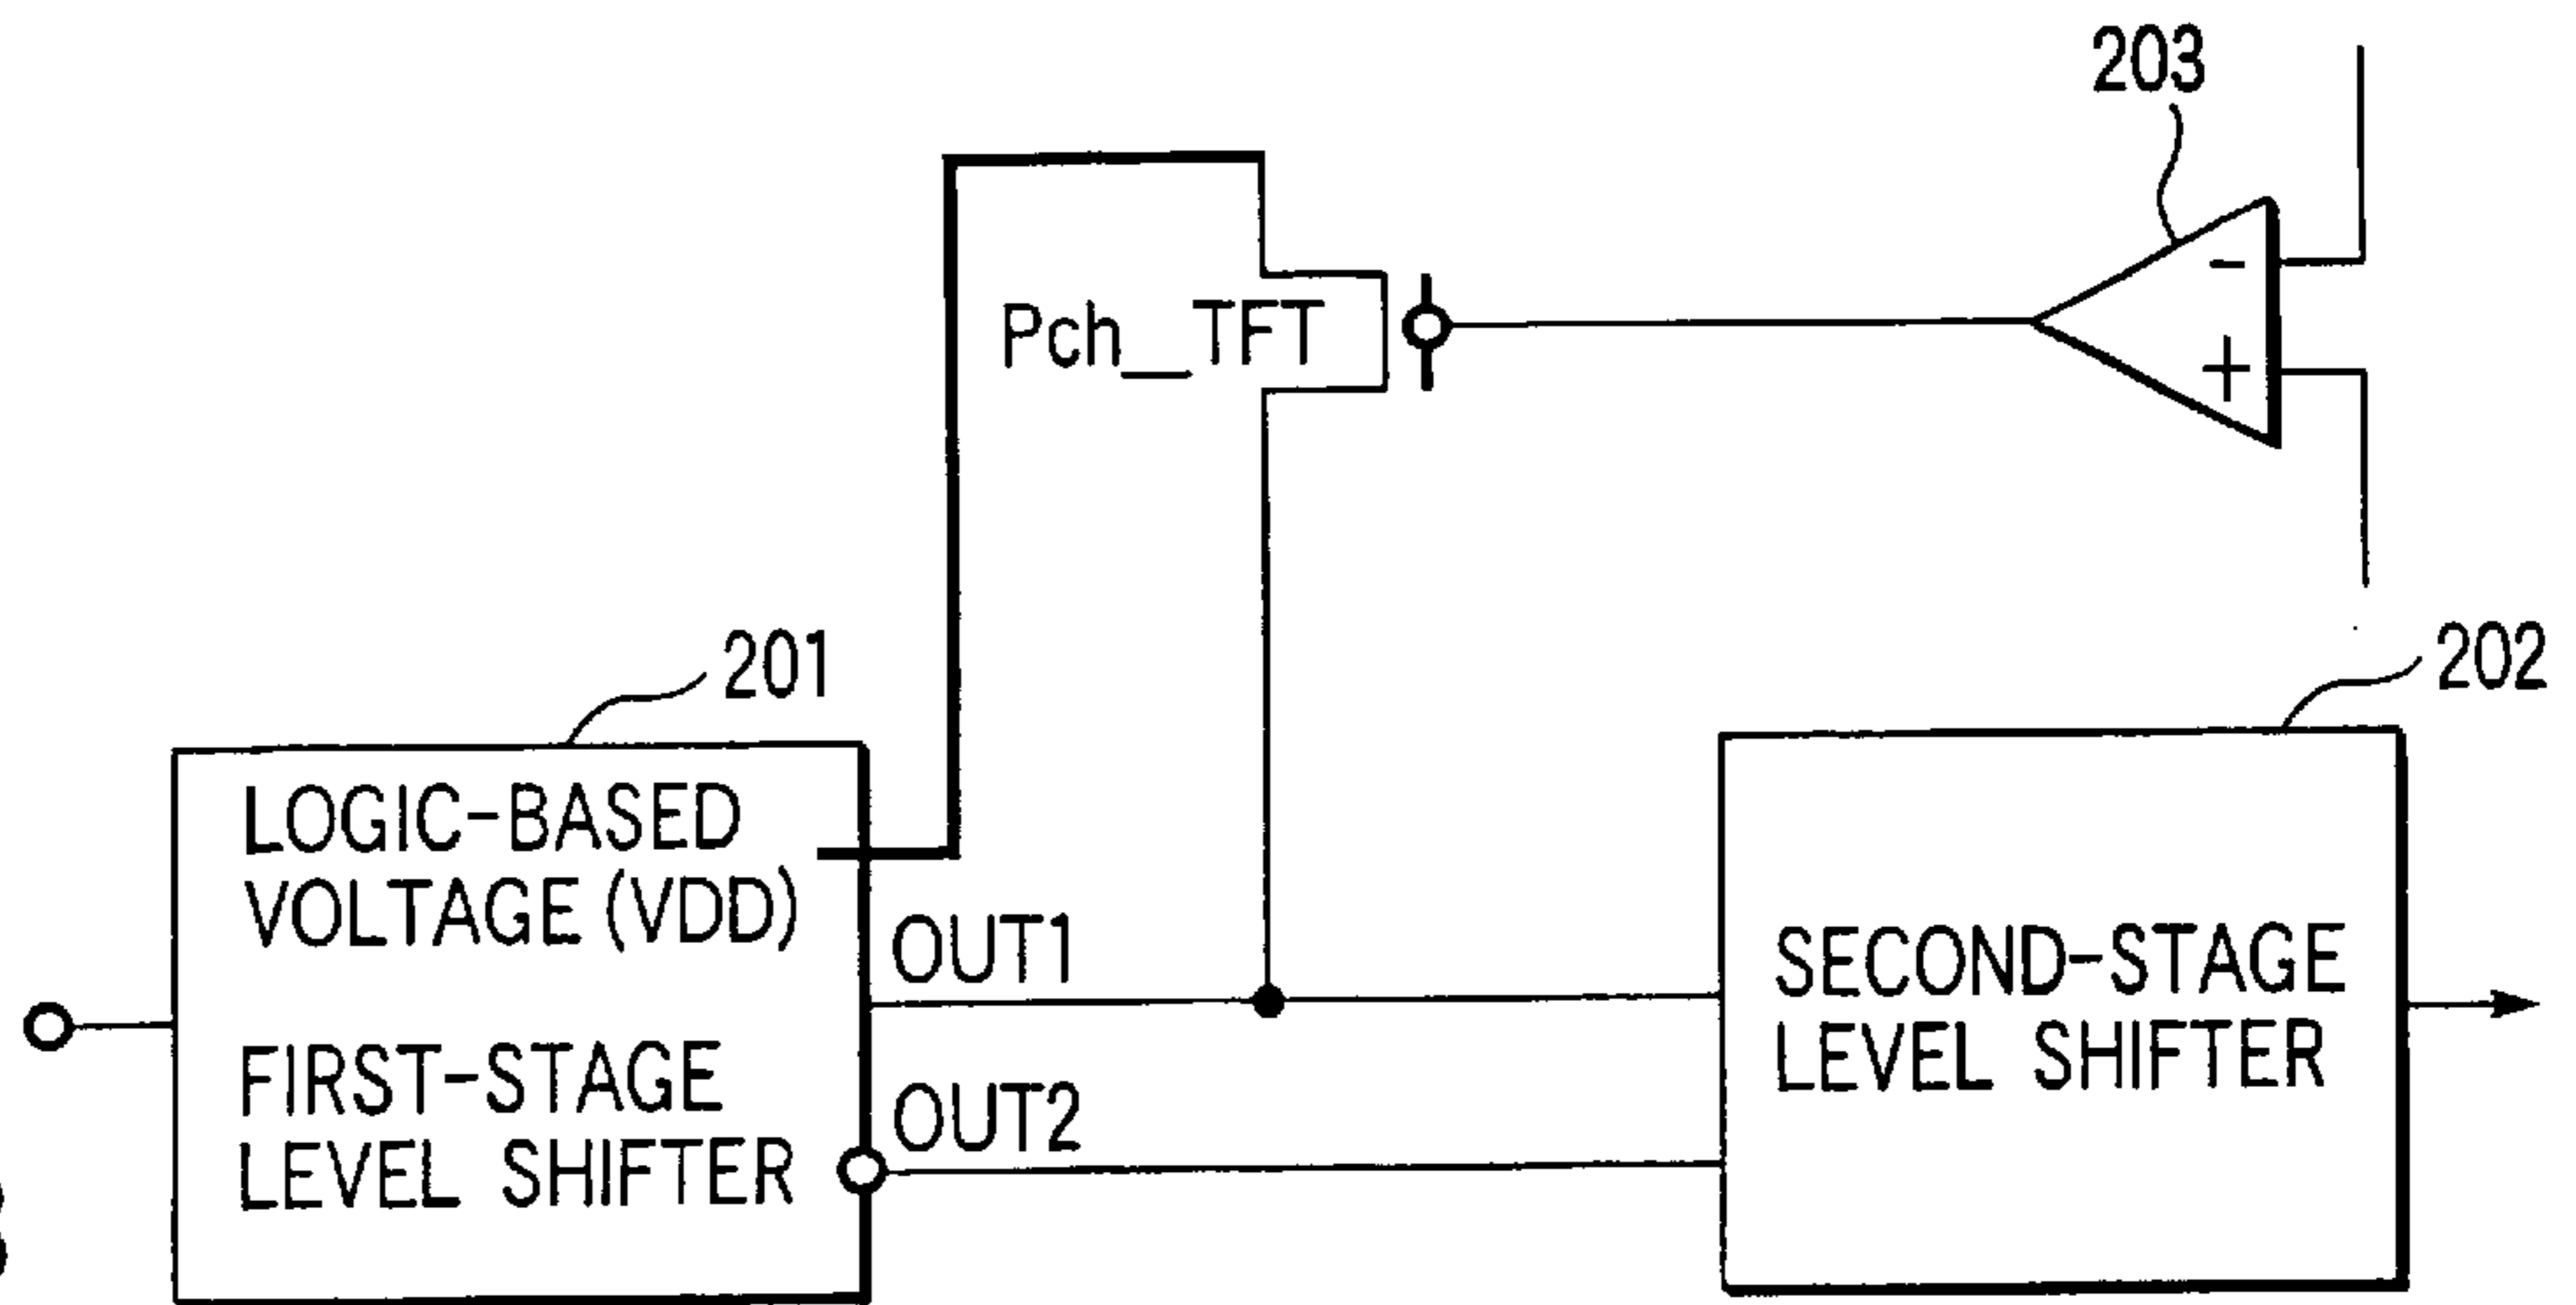 203
Pch_TFT
-
+
201
202
LOGIC-BASED
VOLTAGE (VDD)
OUT1
FIRST-STAGE
LEVEL SHIFTER
OUT2
SECOND-STAGE
LEVEL SHIFTER